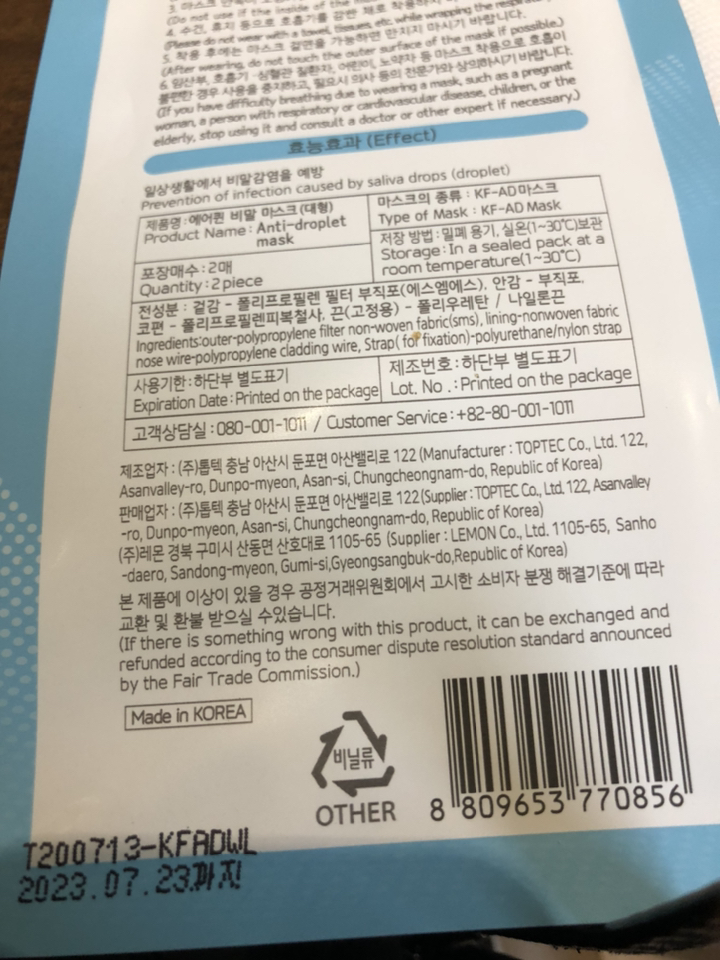 (Do not use if the inside of the
4. 수건, 휴지 등으로 호흡기를 감싼 채로 착용하지
(Please do not wear with a towel, tissues, etc. while wrapping the
5. 착용 후에는 마스크 겉면을 가능하면 만지지 마시기 바랍니다.
(After wearing, do not touch the outer surface of the mask if possible.)
6. 임산부, 호흡기·심혈관 질환자, 어린이, 노약자 등 마스크 착용으로 호흡이
불편한 경우 사용을 중지하고, 필요시 의사 등의 전문가와 상의하시기 바랍니다.
(If you have difficulty breathing due to wearing a mask, such as a pregnant
woman, a person with respiratory or cardiovascular disease, children, or the
elderly, stop using it and consult a doctor or other expert if necessary.)
효능효과 (Effect)
일상생활에서 비말감염을 예방
Prevention of infection caused by saliva drops (droplet)
제품명 : 에어퀸 비말 마스크 (대형)
Product Name : Anti-droplet
mask
마스크의 종류 : KF-AD마스크
Type of Mask : KF-AD Mask
포장매수 : 2매
Quantity : 2 piece
저장 방법 : 밀폐 용기, 실온(1~30℃)보관
Storage : In a sealed pack at a
room temperature(1~30℃)
전성분 : 겉감 - 폴리프로필렌 필터 부직포(에스엠에스), 안감 - 부직포,
코편 - 폴리프로필렌피복철사, 끈(고정용) - 폴리우레탄 / 나일론끈
Ingredients:outer-polypropylene filter non-woven fabric(sms), lining-nonwoven fabric
nose wire-polypropylene cladding wire, Strap( for fixation)-polyurethane/nylon strap
사용기한 : 하단부 별도표기
Expiration Date : Printed on the package
제조번호 : 하단부 별도표기
Lot. No . : Printed on the package
고객상담실 : 080-001-1011 / Customer Service : +82-80-001-1011
제조업자 : (주)톱텍 충남 아산시 둔포면 아산밸리로 122 (Manufacturer : TOPTEC Co., Ltd. 122,
Asanvalley-ro, Dunpo-myeon, Asan-si, Chungcheongnam-do, Republic of Korea)
판매업자 : (주)톱텍 충남 아산시 둔포면 아산밸리로 122 (Supplier : TOPTEC Co., Ltd. 122, Asanvalley
-ro, Dunpo-myeon, Asan-si, Chungcheongnam-do, Republic of Korea)
(주)레몬 경북 구미시 산동면 산호대로 1105-65 (Supplier : LEMON Co., Ltd. 1105-65, Sanho
-daero, Sandong-myeon, Gumi-si,Gyeongsangbuk-do,Republic of Korea)
본 제품에 이상이 있을 경우 공정거래위원회에서 고시한 소비자 분쟁 해결기준에 따라
교환 및 환불 받으실 수있습니다.
(If there is something wrong with this product, it can be exchanged and
refunded according to the consumer dispute resolution standard announced
by the Fair Trade Commission.)
Made in KOREA
비닐류
OTHER
8 809653 770856
T200713-KFADWL
2023.07.23까지